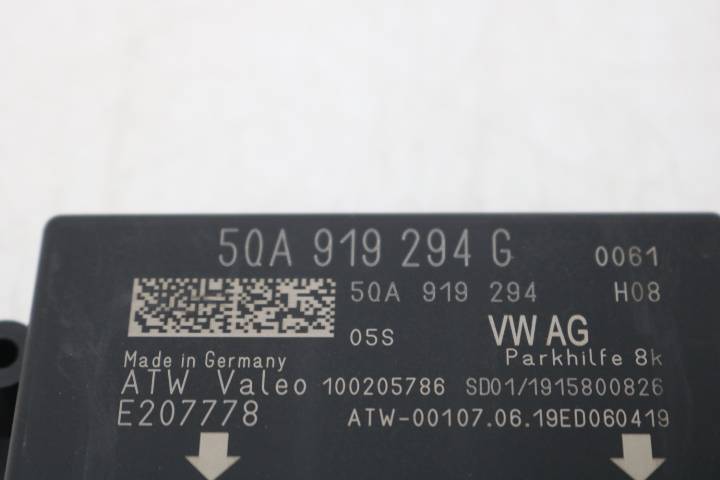 5QA 919 294 G 0061
5QA 919 294 H08
05S VW AG
Made in Germany Parkhilfe 8k
ATW Valeo 100205786 SD01/1915800826
E207778 ATW-00107.06.19ED060419